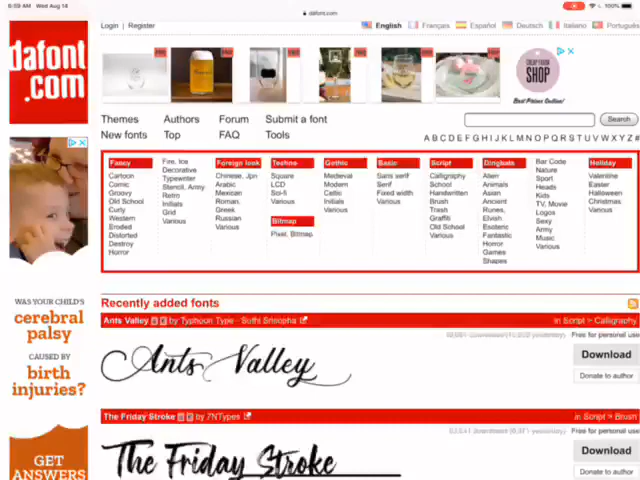 9:59 AM Wed Aug 14
100%
dafont.com
Login | Register
English Français Español Deutsch Italiano Português
dafont
.com
CHEAP FAVOR
SHOP
Best Prices Online!
Themes Authors Forum Submit a font
New fonts Top FAQ Tools
Search
A B C D E F G H I J K L M N O P Q R S T U V W X Y Z #
Fancy
Cartoon
Comic
Groovy
Old School
Curly
Western
Eroded
Distorted
Destroy
Horror
Fire, Ice
Decorative
Typewriter
Stencil, Army
Retro
Initials
Grid
Various
Foreign look
Chinese, Jpn
Arabic
Mexican
Roman,
Greek
Russian
Various
Techno
Square
LCD
Sci-fi
Various
Bitmap
Pixel, Bitmap
Gothic
Medieval
Modern
Celtic
Initials
Various
Basic
Sans serif
Serif
Fixed width
Various
Script
Calligraphy
School
Handwritten
Brush
Trash
Graffiti
Old School
Various
Dingbats
Alien
Animals
Asian
Ancient
Runes,
Elvish
Esoteric
Fantastic
Horror
Games
Shapes
Bar Code
Nature
Sport
Heads
Kids
TV, Movie
Logos
Sexy
Army
Music
Various
Holiday
Valentine
Easter
Halloween
Christmas
Various
Recently added fonts
Ants Valley by Typhoon Type - Suthi Srisopha
in Script > Calligraphy
Free for personal use
Ants Valley
Download
Donate to author
The Friday Stroke by 7NTypes
in Script > Brush
Free for personal use
The Friday Stroke
Download
Donate to author
WAS YOUR CHILD'S
cerebral
palsy
CAUSED BY
birth
injuries?
GET
ANSWERS